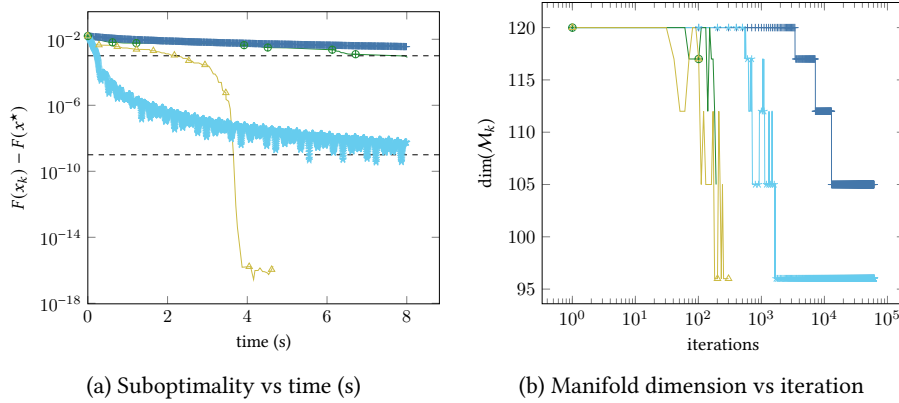 10^{-2}
10^{-6}
10^{-10}
10^{-14}
10^{-18}
F(x_k) − F(x^⋆)
0 2 4 6 8
time (s)
120
115
110
105
100
95
dim(ℳ_k)
10^0 10^1 10^2 10^3 10^4 10^5
iterations
(a) Suboptimality vs time (s)
(b) Manifold dimension vs iteration